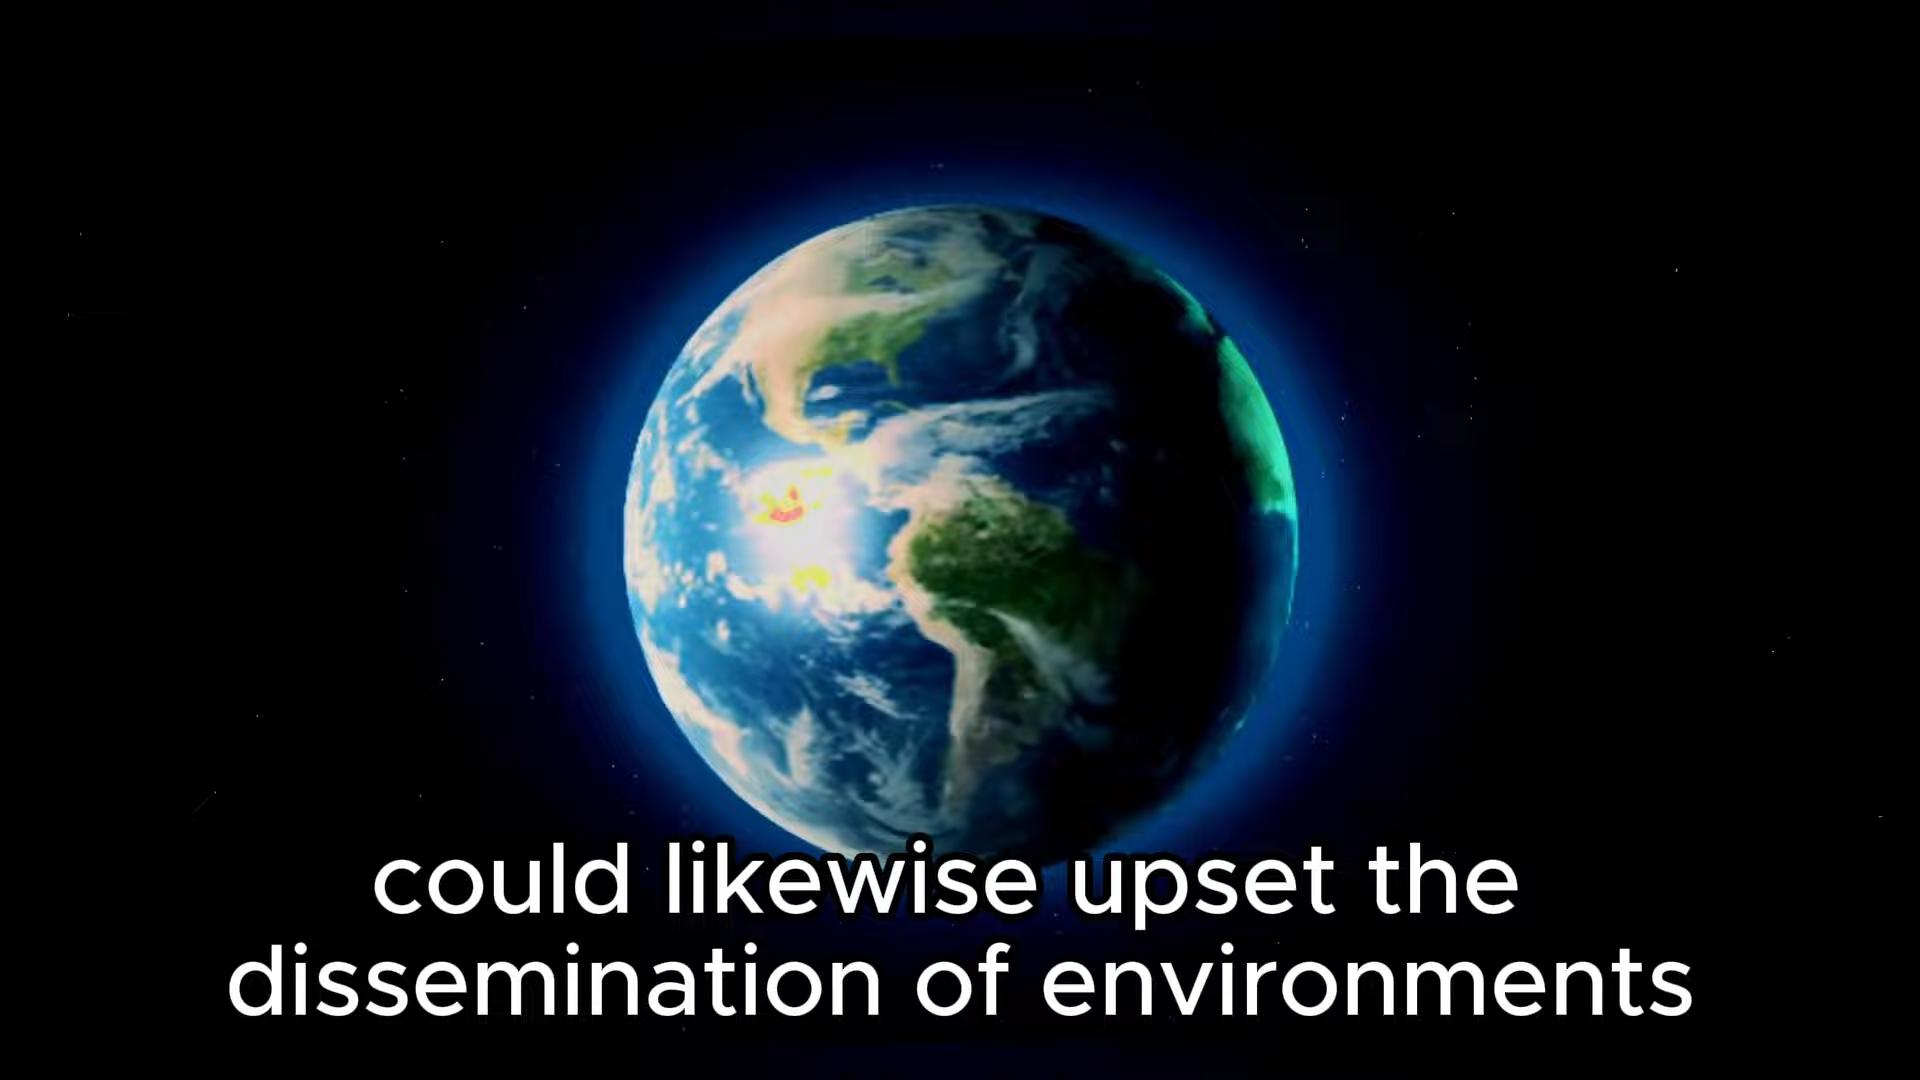 could likewise upset the
dissemination of environments